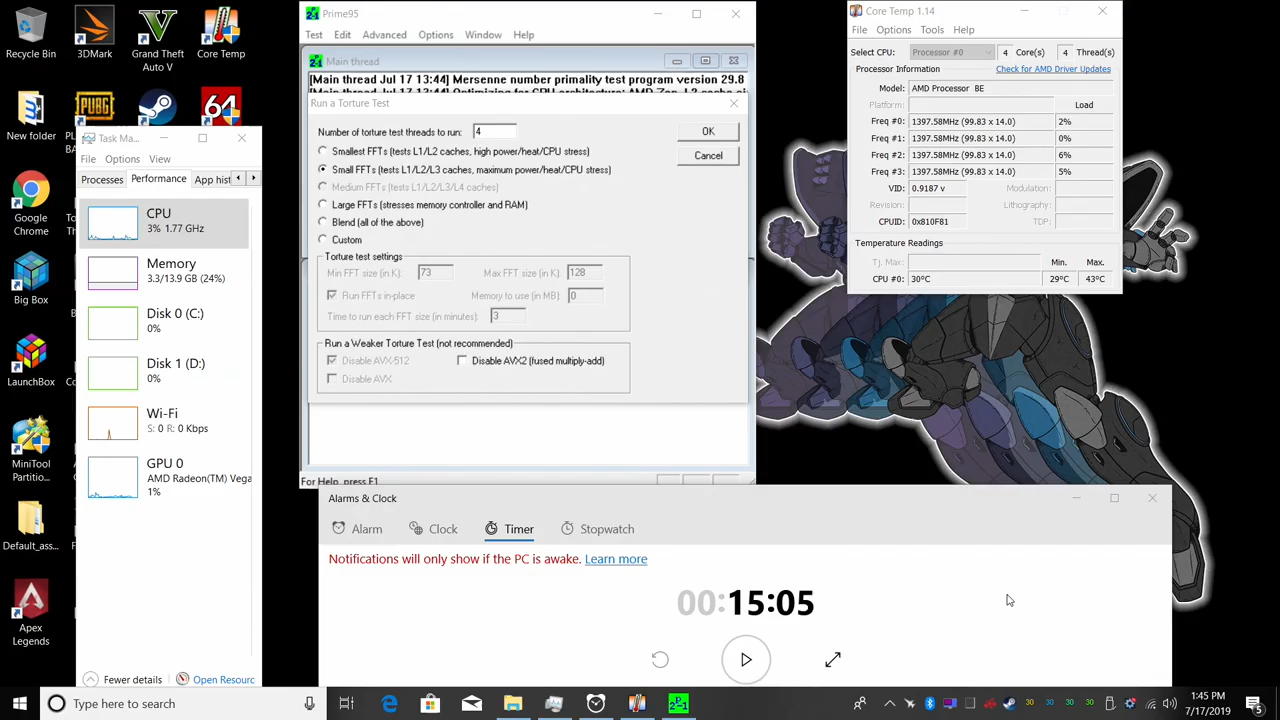 Recycle Bin
3DMark
Grand Theft
Auto V
Core Temp
New folder
Google
Chrome
Big Box
LaunchBox
MiniTool
Partitio...
Default_ass...
Apex
Legends
PUBG
64
Task Ma...
File Options View
Processes Performance App hist
CPU
3% 1.77 GHz
Memory
3.3/13.9 GB (24%)
Disk 0 (C:)
0%
Disk 1 (D:)
0%
Wi-Fi
S: 0 R: 0 Kbps
GPU 0
AMD Radeon(TM) Vega
1%
Fewer details
Open Resourc
Prime95
Test Edit Advanced Options Window Help
Main thread
[Main thread Jul 17 13:44] Mersenne number primality test program version 29.8
Run a Torture Test
Number of torture test threads to run: 4
OK
Smallest FFTs (tests L1/L2 caches, high power/heat/CPU stress)
Cancel
Small FFTs (tests L1/L2/L3 caches, maximum power/heat/CPU stress)
Medium FFTs (tests L1/L2/L3/L4 caches)
Large FFTs (stresses memory controller and RAM)
Blend (all of the above)
Custom
Torture test settings
Min FFT size (in K): 73 Max FFT size (in K): 128
Run FFTs in-place Memory to use (in MB): 0
Time to run each FFT size (in minutes): 3
Run a Weaker Torture Test (not recommended)
Disable AVX-512 Disable AVX2 (fused multiply-add)
Disable AVX
For Help, press F1
Core Temp 1.14
File Options Tools Help
Select CPU: Processor #0 4 Core(s) 4 Thread(s)
Processor Information Check for AMD Driver Updates
Model: AMD Processor BE
Platform: Load
Freq #0: 1397.58MHz (99.83 x 14.0) 2%
Freq #1: 1397.58MHz (99.83 x 14.0) 0%
Freq #2: 1397.58MHz (99.83 x 14.0) 6%
Freq #3: 1397.58MHz (99.83 x 14.0) 5%
VID: 0.9187 v Modulation:
Revision: Lithography:
CPUID: 0x810F81 TDP:
Temperature Readings
Tj. Max: Min. Max.
CPU #0: 30ºC 29ºC 43ºC
Alarms & Clock
Alarm Clock Timer Stopwatch
Notifications will only show if the PC is awake. Learn more
00:15:05
Type here to search
30 30 30 30
1:45 PM
7/17/2019
5